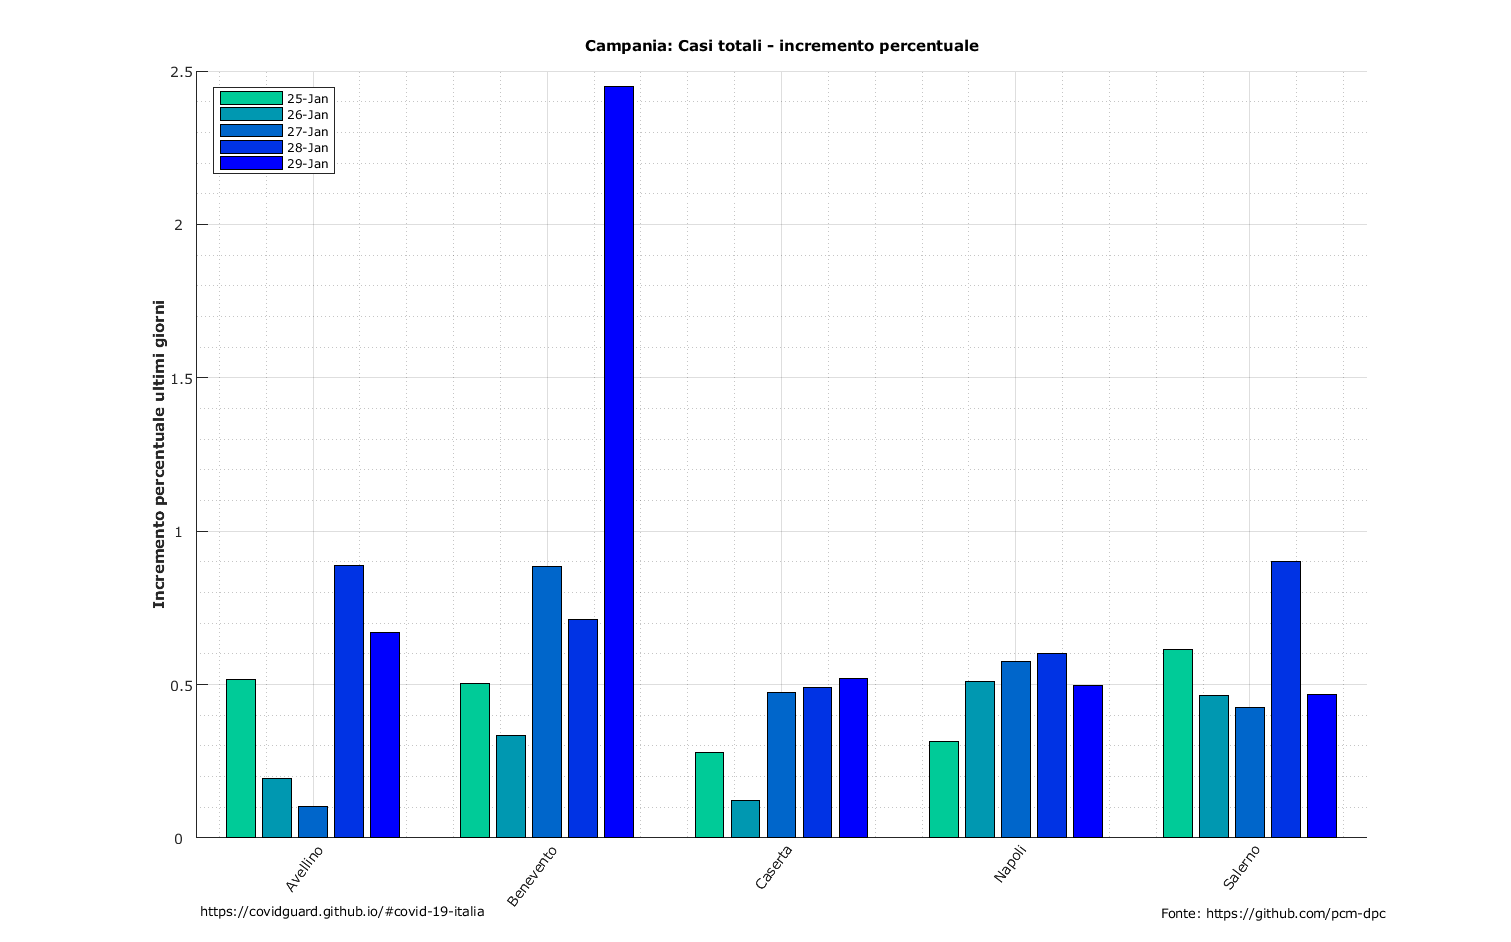 Campania: Casi totali - incremento percentuale
2.5
2
1.5
1
0.5
0
Incremento percentuale ultimi giorni
25-Jan
26-Jan
27-Jan
28-Jan
29-Jan
Avellino
Benevento
Caserta
Napoli
Salerno
https://covidguard.github.io/#covid-19-italia
Fonte: https://github.com/pcm-dpc